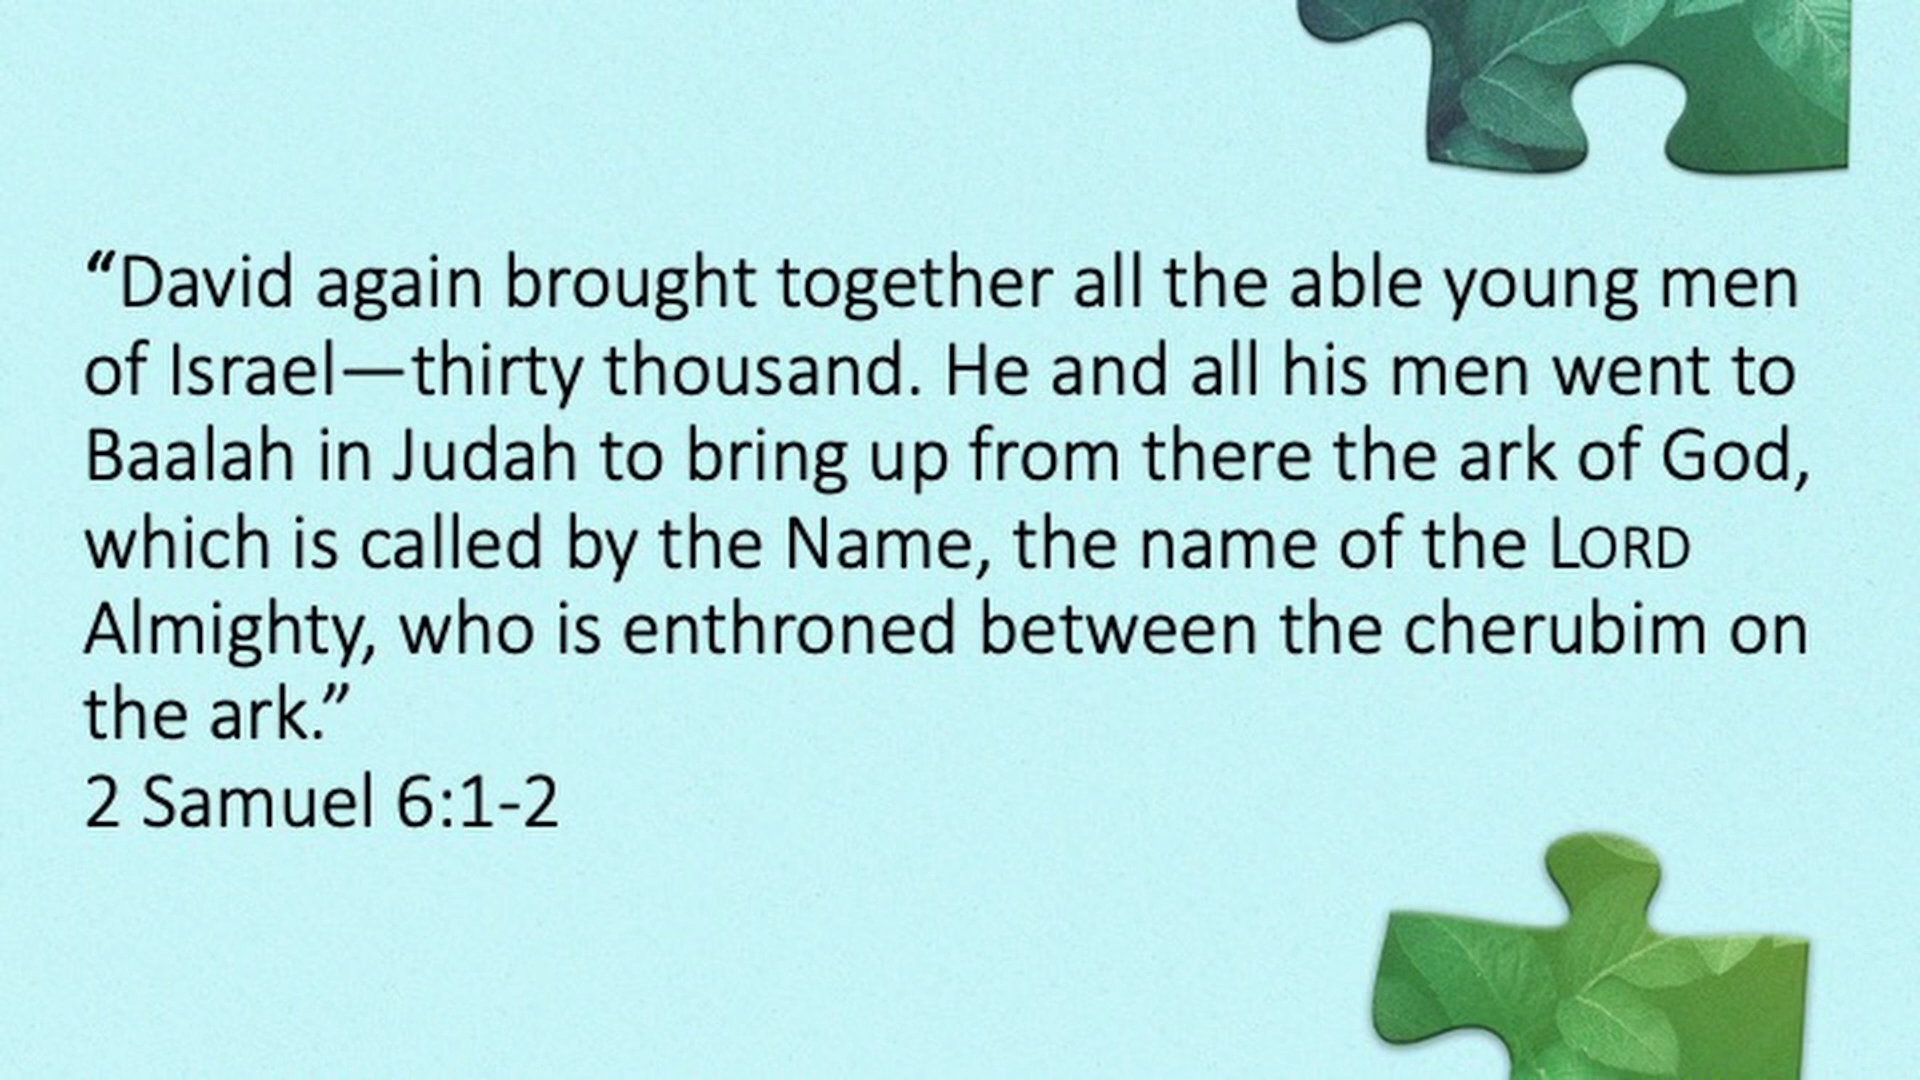 “David again brought together all the able young men
of Israel—thirty thousand. He and all his men went to
Baalah in Judah to bring up from there the ark of God,
which is called by the Name, the name of the LORD
Almighty, who is enthroned between the cherubim on
the ark.”
2 Samuel 6:1-2